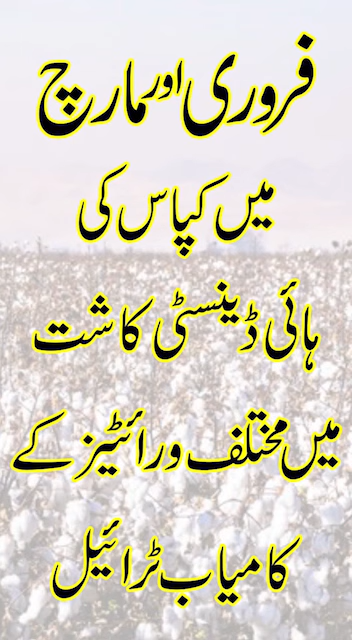 فروری اور مارچ
میں کپاس کی
ہائی ڈینسٹی کاشت
میں مختلف ورائٹیز کے
کامیاب ٹرائیل